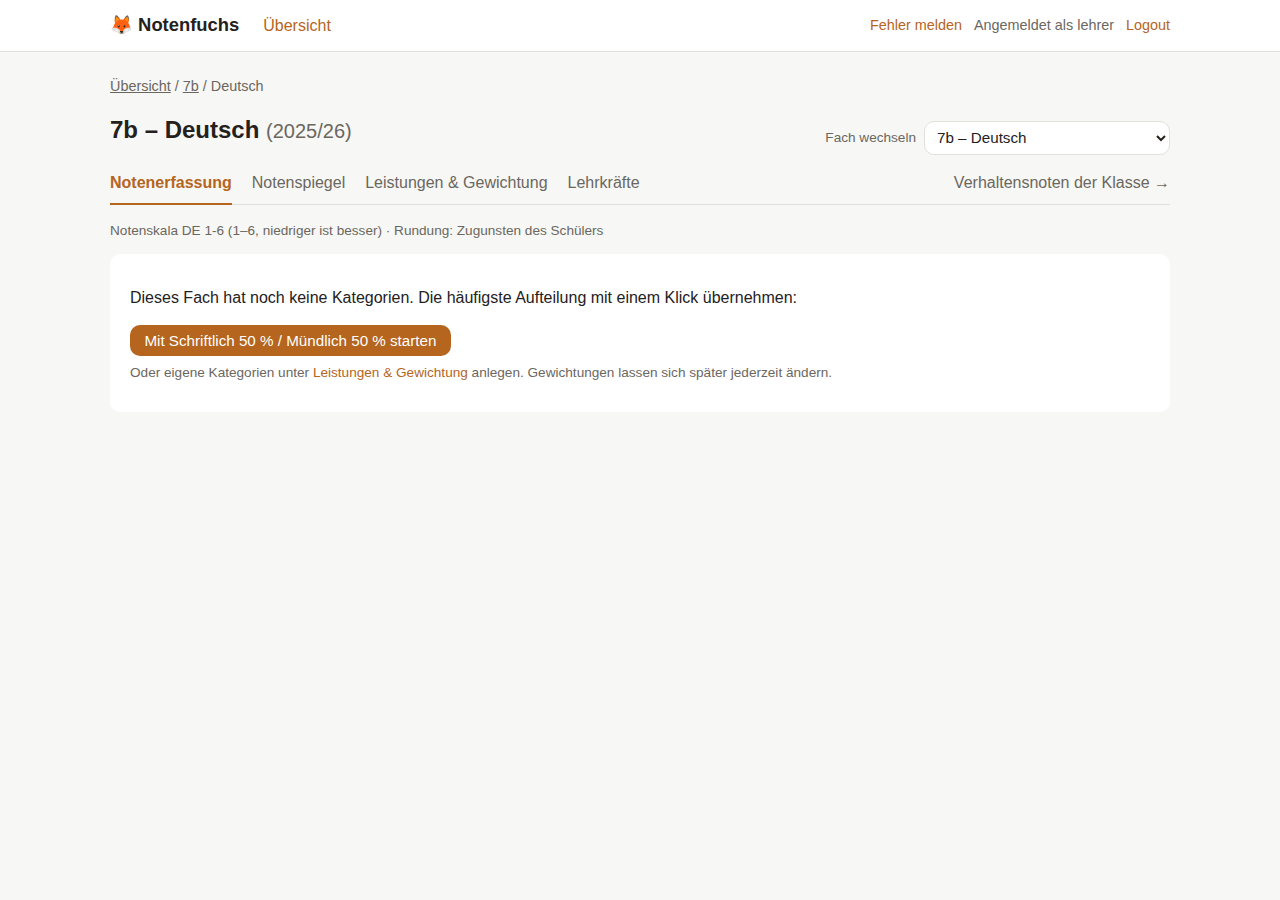 🦊 Notenfuchs Übersicht Fehler melden Angemeldet als lehrer Logout
Übersicht / 7b / Deutsch
7b – Deutsch (2025/26) Fach wechseln 7b – Deutsch
Notenerfassung Notenspiegel Leistungen & Gewichtung Lehrkräfte Verhaltensnoten der Klasse →
Notenskala DE 1-6 (1–6, niedriger ist besser) · Rundung: Zugunsten des Schülers
Dieses Fach hat noch keine Kategorien. Die häufigste Aufteilung mit einem Klick übernehmen:
Mit Schriftlich 50 % / Mündlich 50 % starten
Oder eigene Kategorien unter Leistungen & Gewichtung anlegen. Gewichtungen lassen sich später jederzeit ändern.